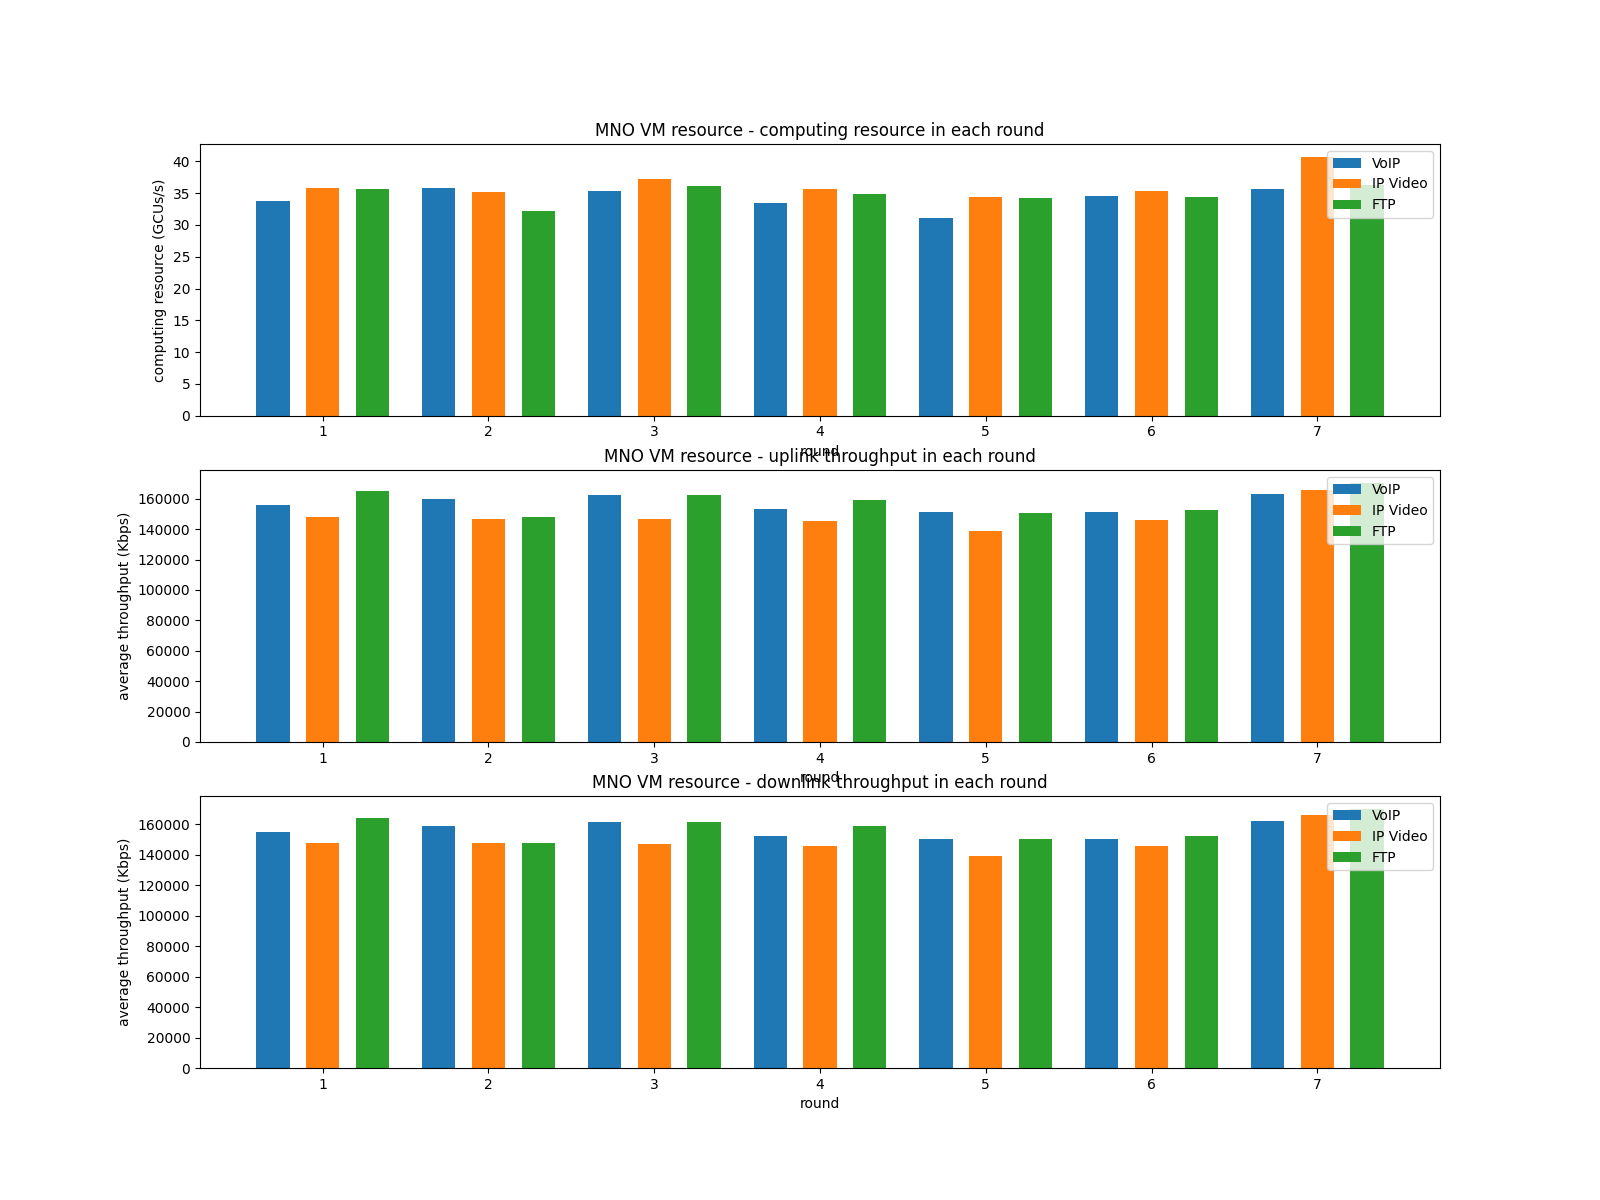 MNO VM resource - computing resource in each round
computing resource (GCUs/s)
40
35
30
25
20
15
10
5
0
VoIP
IP Video
FTP
1 2 3 4 5 6 7
round
MNO VM resource - uplink throughput in each round
average throughput (Kbps)
160000
140000
120000
100000
80000
60000
40000
20000
0
VoIP
IP Video
FTP
1 2 3 4 5 6 7
round
MNO VM resource - downlink throughput in each round
average throughput (Kbps)
160000
140000
120000
100000
80000
60000
40000
20000
0
VoIP
IP Video
FTP
1 2 3 4 5 6 7
round